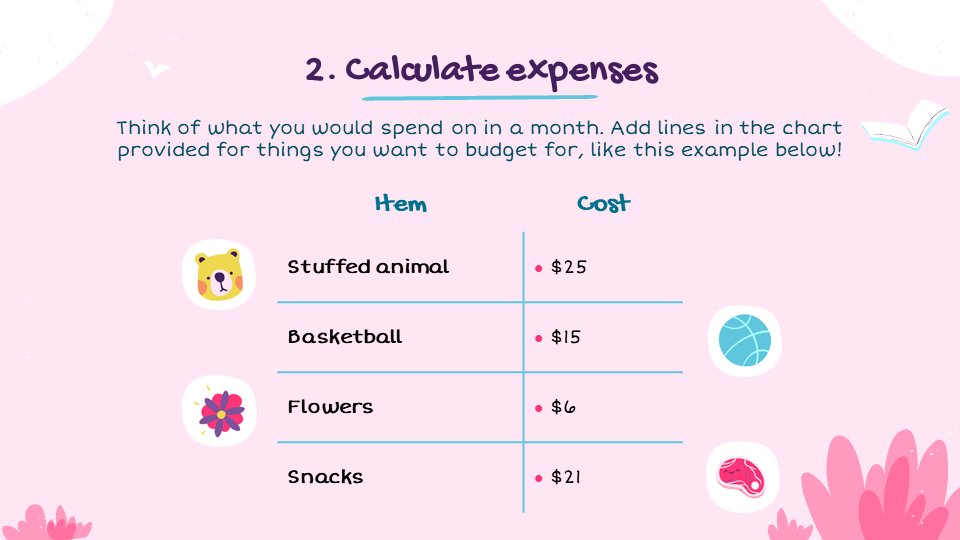 2. Calculate expenses
Think of what you would spend on in a month. Add lines in the chart
provided for things you want to budget for, like this example below!
Item Cost
Stuffed animal • $25
Basketball • $15
Flowers • $6
Snacks • $21